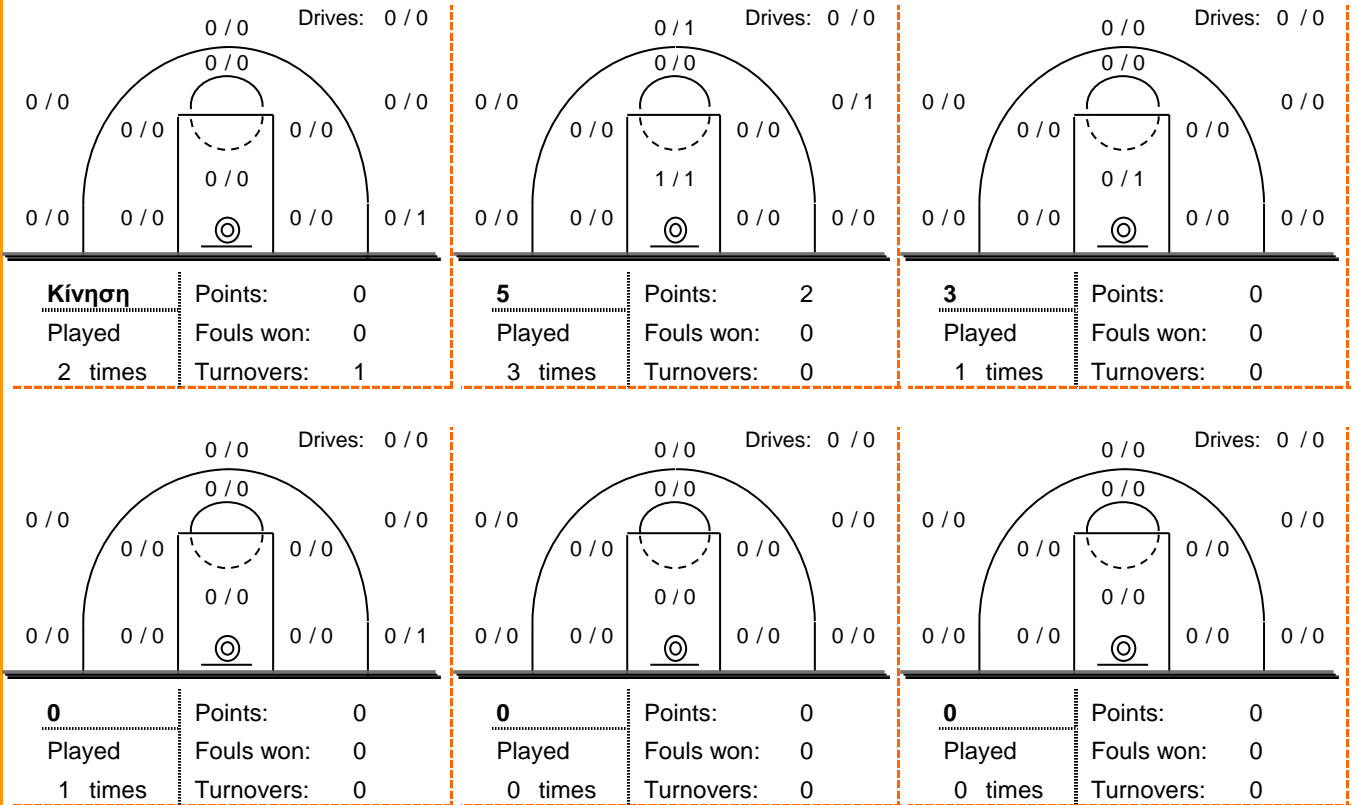 0 / 0 Drives: 0 / 0
0 / 0
0 / 0 0 / 0
0 / 0 0 / 0
0 / 0
0 / 0 0 / 0 0 / 0 0 / 1
Κίνηση Points: 0
Played Fouls won: 0
2 times Turnovers: 1
0 / 1 Drives: 0 / 0
0 / 0
0 / 0 0 / 1
0 / 0 0 / 0
1 / 1
0 / 0 0 / 0 0 / 0 0 / 0
5 Points: 2
Played Fouls won: 0
3 times Turnovers: 0
0 / 0 Drives: 0 / 0
0 / 0
0 / 0 0 / 0
0 / 0 0 / 0
0 / 1
0 / 0 0 / 0 0 / 0 0 / 0
3 Points: 0
Played Fouls won: 0
1 times Turnovers: 0
0 / 0 Drives: 0 / 0
0 / 0
0 / 0 0 / 0
0 / 0 0 / 0
0 / 0
0 / 0 0 / 0 0 / 0 0 / 1
0 Points: 0
Played Fouls won: 0
1 times Turnovers: 0
0 / 0 Drives: 0 / 0
0 / 0
0 / 0 0 / 0
0 / 0 0 / 0
0 / 0
0 / 0 0 / 0 0 / 0 0 / 0
0 Points: 0
Played Fouls won: 0
0 times Turnovers: 0
0 / 0 Drives: 0 / 0
0 / 0
0 / 0 0 / 0
0 / 0 0 / 0
0 / 0
0 / 0 0 / 0 0 / 0 0 / 0
0 Points: 0
Played Fouls won: 0
0 times Turnovers: 0